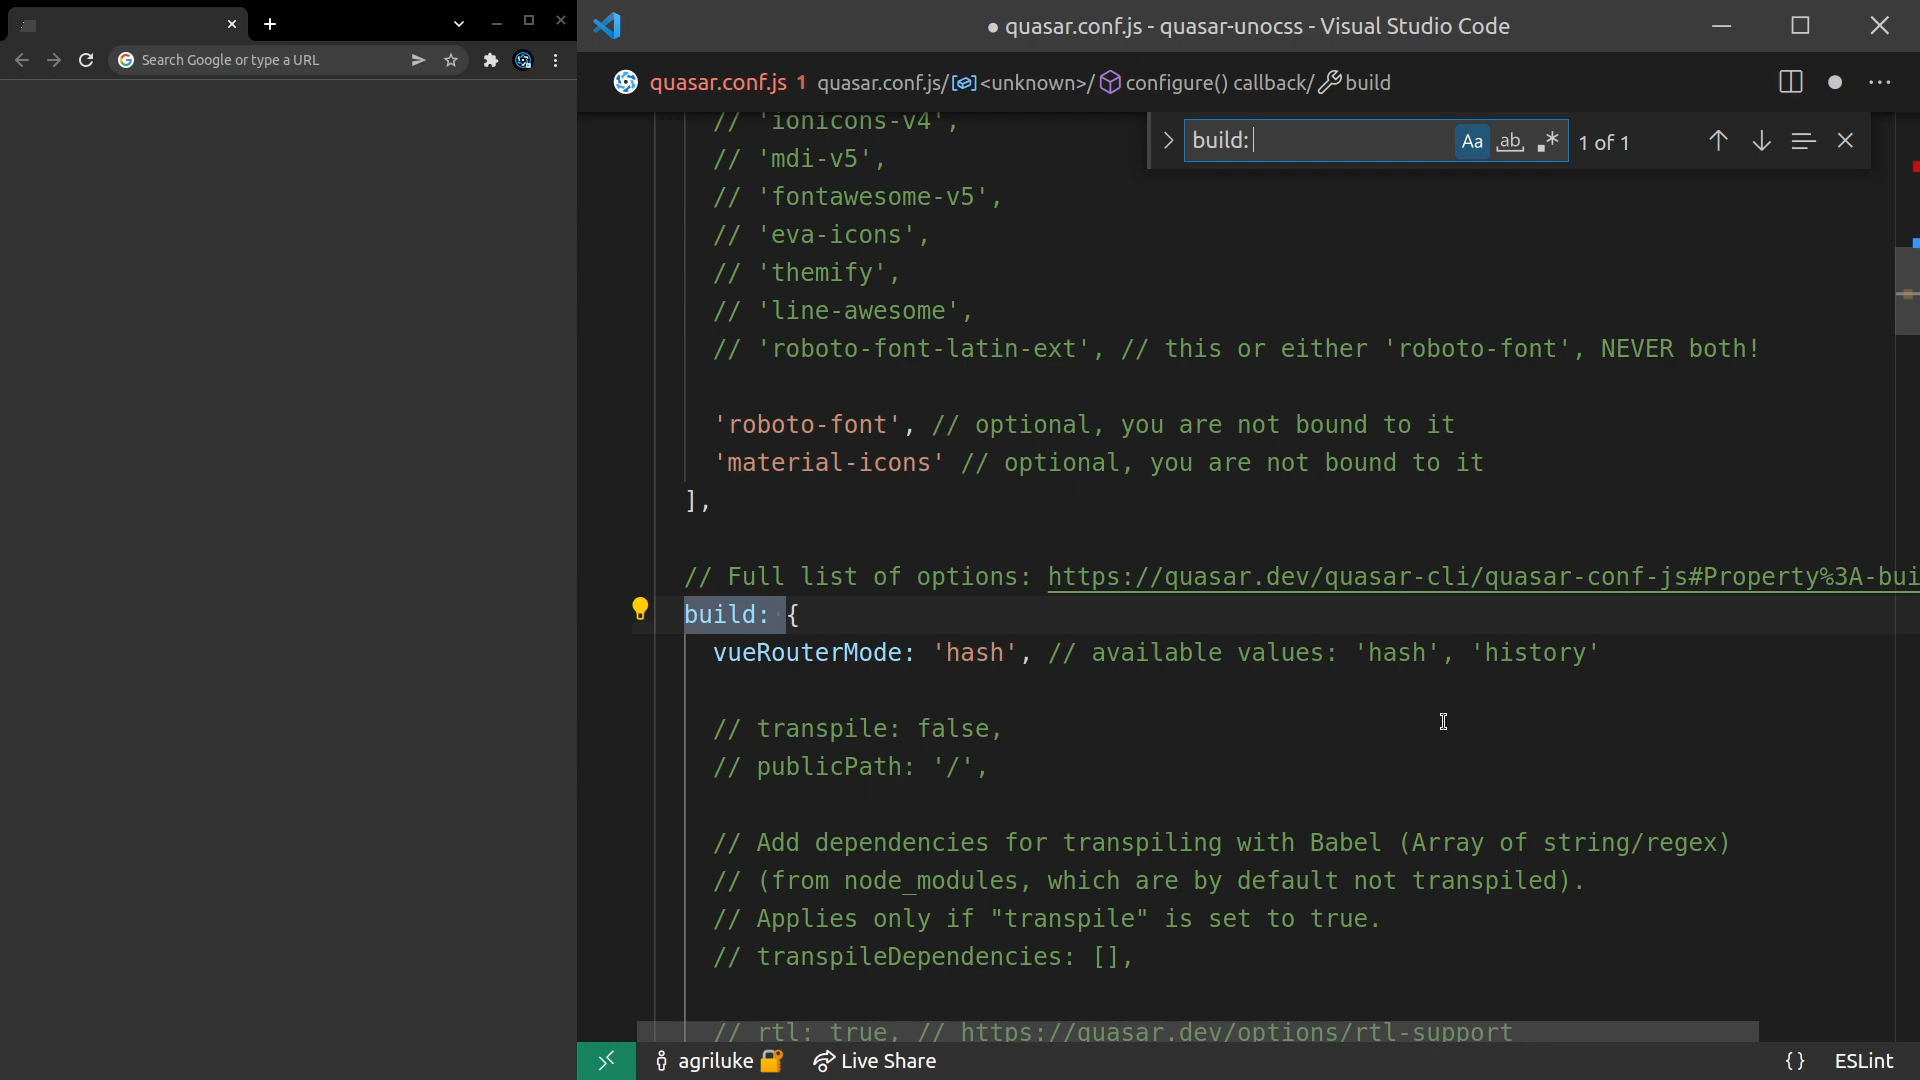 Search Google or type a URL
● quasar.conf.js - quasar-unocss - Visual Studio Code
quasar.conf.js 1 quasar.conf.js/<unknown>/configure() callback/build
// 'ionicons-v4',
build:
Aa ab .*
1 of 1
// 'mdi-v5',
// 'fontawesome-v5',
// 'eva-icons',
// 'themify',
// 'line-awesome',
// 'roboto-font-latin-ext', // this or either 'roboto-font', NEVER both!
'roboto-font', // optional, you are not bound to it
'material-icons' // optional, you are not bound to it
],
// Full list of options: https://quasar.dev/quasar-cli/quasar-conf-js#Property%3A-bui
build: {
vueRouterMode: 'hash', // available values: 'hash', 'history'
// transpile: false,
// publicPath: '/',
// Add dependencies for transpiling with Babel (Array of string/regex)
// (from node_modules, which are by default not transpiled).
// Applies only if "transpile" is set to true.
// transpileDependencies: [],
// rtl: true, // https://quasar.dev/options/rtl-support
agriluke Live Share
{ } ESLint